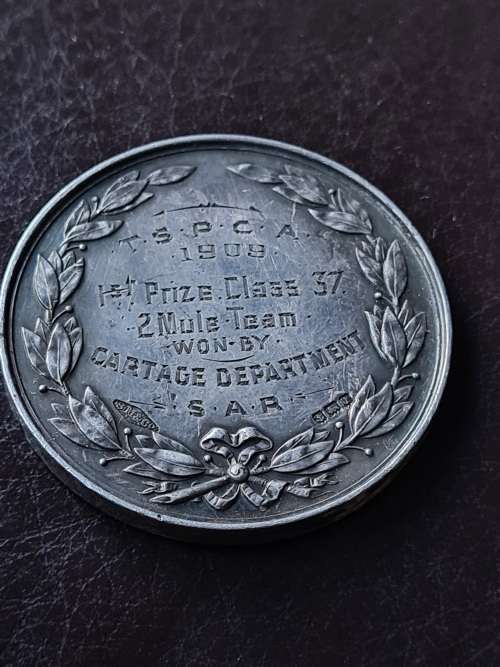 T·S·P·C·A·
1909
1st Prize Class 37.
2 Mule Team
·WON·BY·
CARTAGE DEPARTMENT
·S·A·R·